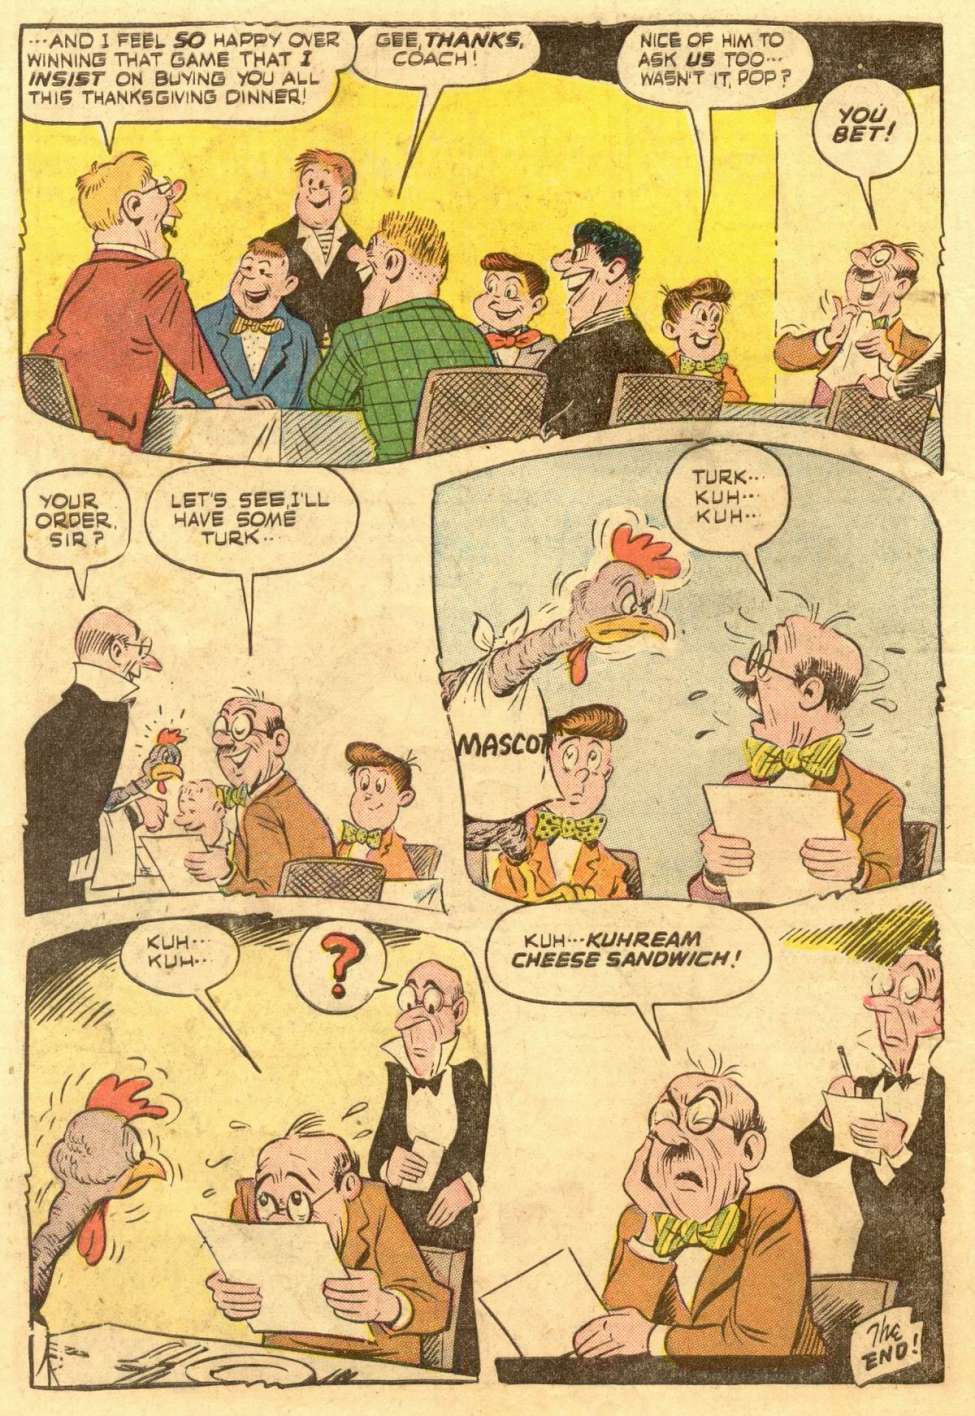 ...AND I FEEL SO HAPPY OVER
WINNING THAT GAME THAT I
INSIST ON BUYING YOU ALL
THIS THANKSGIVING DINNER!
GEE, THANKS,
COACH!
NICE OF HIM TO
ASK US TOO...
WASN'T IT, POP?
YOU
BET!
YOUR
ORDER,
SIR?
LET'S SEE, I'LL
HAVE SOME
TURK...
TURK...
KUH...
KUH...
MASCOT
KUH...
KUH...
?
KUH...KUHREAM
CHEESE SANDWICH!
The
END!